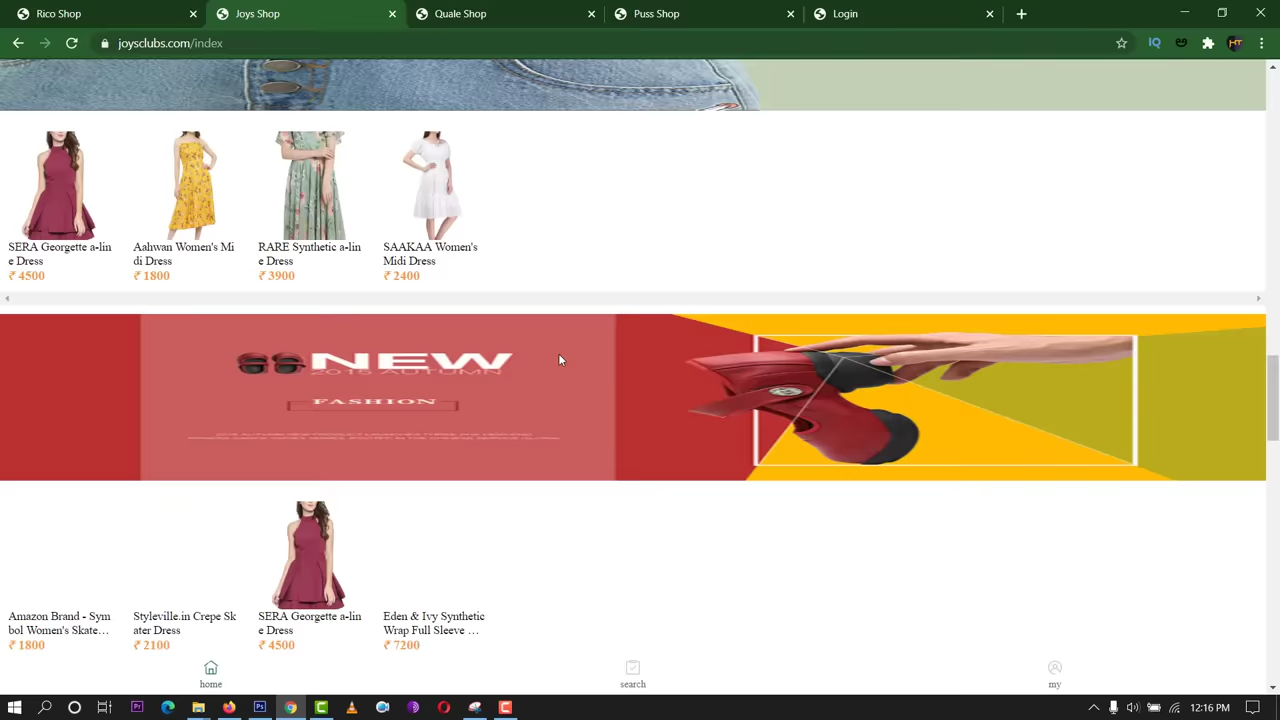 Rico Shop
Joys Shop
Quale Shop
Puss Shop
Login
joysclubs.com/index
SERA Georgette a-lin
e Dress
₹ 4500
Aahwan Women's Mi
di Dress
₹ 1800
RARE Synthetic a-lin
e Dress
₹ 3900
SAAKAA Women's
Midi Dress
₹ 2400
NEW
2015 AUTUMN
FASHION
Amazon Brand - Sym
bol Women's Skate…
₹ 1800
Styleville.in Crepe Sk
ater Dress
₹ 2100
SERA Georgette a-lin
e Dress
₹ 4500
Eden & Ivy Synthetic
Wrap Full Sleeve …
₹ 7200
home
search
my
12:16 PM